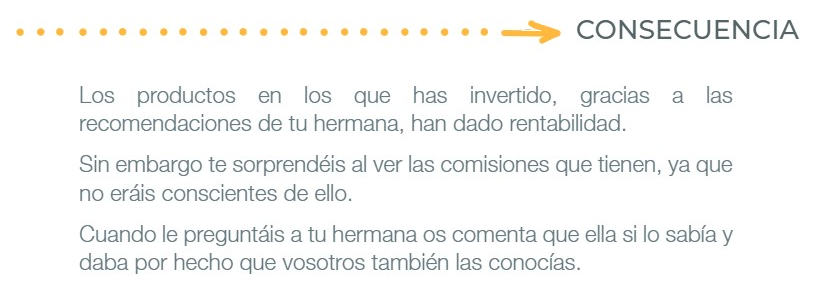 CONSECUENCIA
Los productos en los que has invertido, gracias a las
recomendaciones de tu hermana, han dado rentabilidad.
Sin embargo te sorprendéis al ver las comisiones que tienen, ya que
no eráis conscientes de ello.
Cuando le preguntáis a tu hermana os comenta que ella si lo sabía y
daba por hecho que vosotros también las conocías.